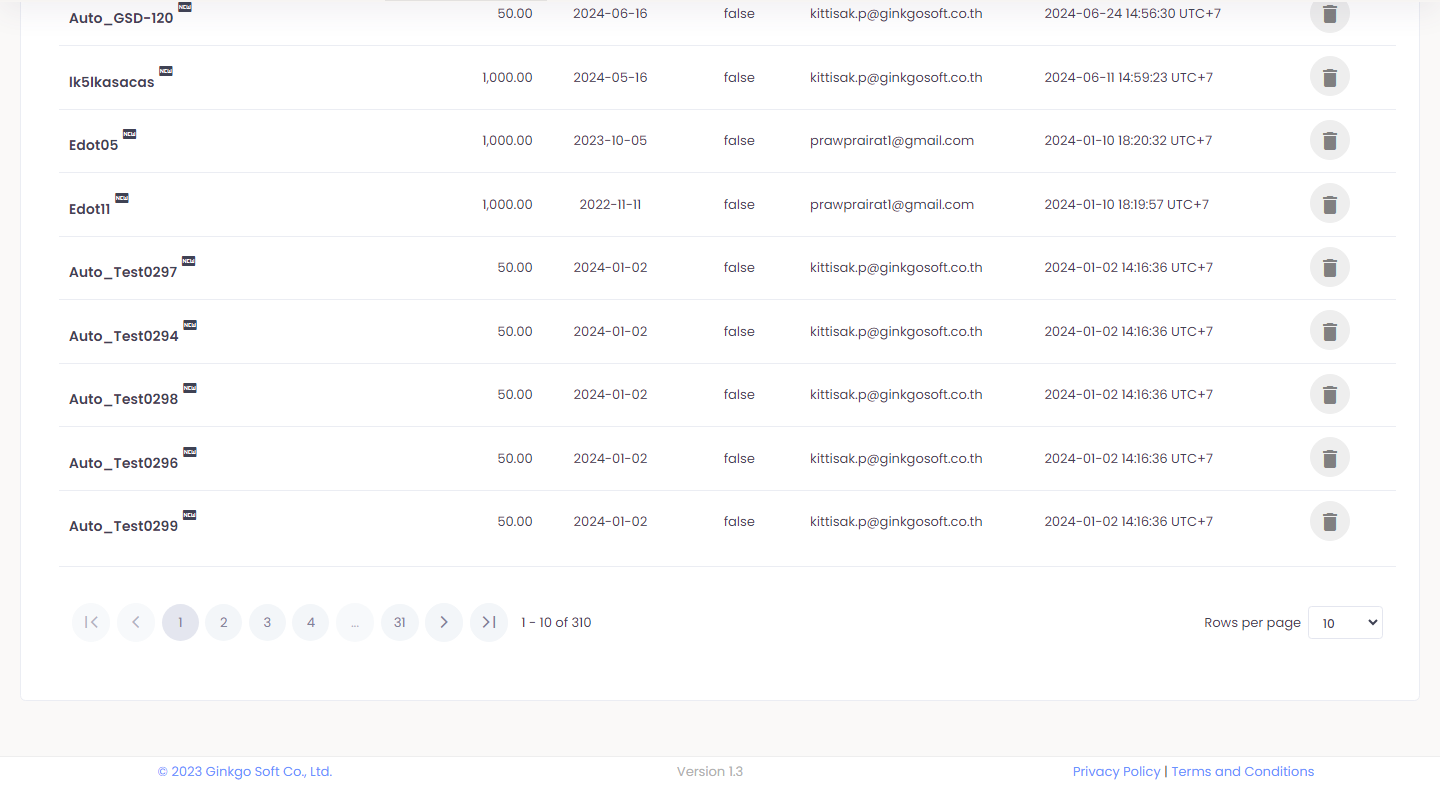 Auto_GSD-120 NEW 50.00 2024-06-16 false kittisak.p@ginkgosoft.co.th 2024-06-24 14:56:30 UTC+7
lk5lkasacas NEW 1,000.00 2024-05-16 false kittisak.p@ginkgosoft.co.th 2024-06-11 14:59:23 UTC+7
Edot05 NEW 1,000.00 2023-10-05 false prawprairat1@gmail.com 2024-01-10 18:20:32 UTC+7
Edot11 NEW 1,000.00 2022-11-11 false prawprairat1@gmail.com 2024-01-10 18:19:57 UTC+7
Auto_Test0297 NEW 50.00 2024-01-02 false kittisak.p@ginkgosoft.co.th 2024-01-02 14:16:36 UTC+7
Auto_Test0294 NEW 50.00 2024-01-02 false kittisak.p@ginkgosoft.co.th 2024-01-02 14:16:36 UTC+7
Auto_Test0298 NEW 50.00 2024-01-02 false kittisak.p@ginkgosoft.co.th 2024-01-02 14:16:36 UTC+7
Auto_Test0296 NEW 50.00 2024-01-02 false kittisak.p@ginkgosoft.co.th 2024-01-02 14:16:36 UTC+7
Auto_Test0299 NEW 50.00 2024-01-02 false kittisak.p@ginkgosoft.co.th 2024-01-02 14:16:36 UTC+7
1 2 3 4 ... 31 1 - 10 of 310 Rows per page 10
© 2023 Ginkgo Soft Co., Ltd. Version 1.3 Privacy Policy | Terms and Conditions